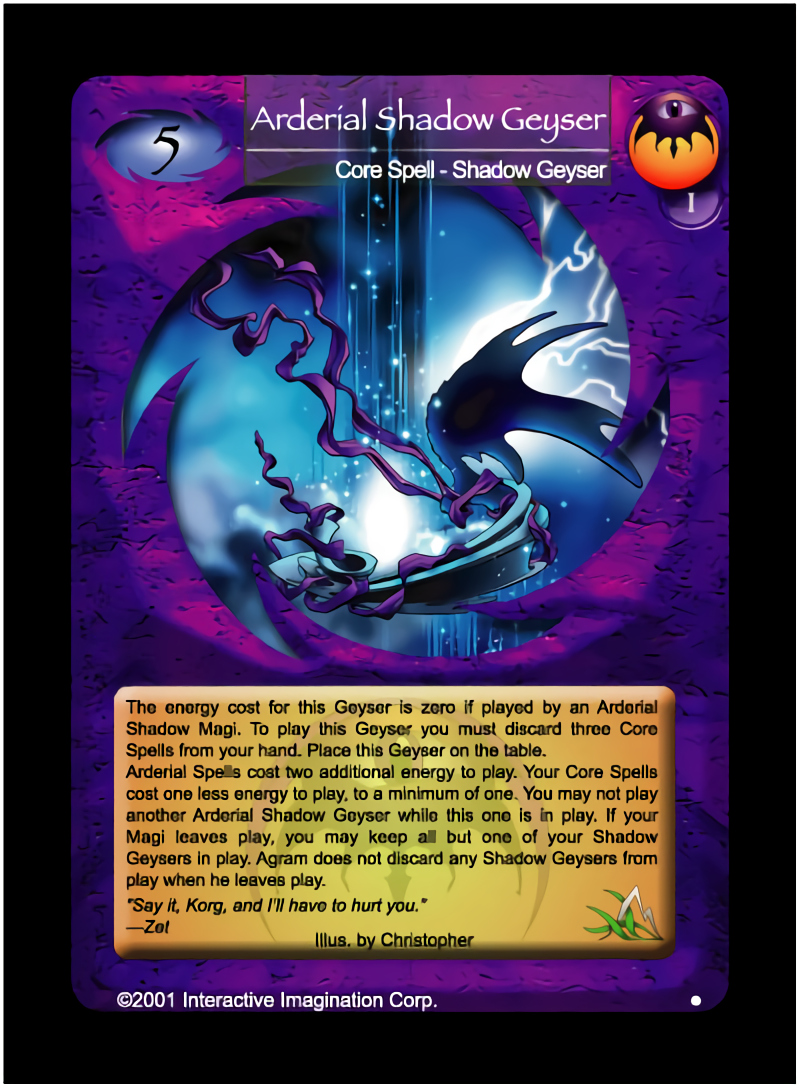 5
Arderial Shadow Geyser
Core Spell - Shadow Geyser
I
The energy cost for this Geyser is zero if played by an Arderial
Shadow Magi. To play this Geyser you must discard three Core
Spells from your hand. Place this Geyser on the table.
Arderial Spells cost two additional energy to play. Your Core Spells
cost one less energy to play, to a minimum of one. You may not play
another Arderial Shadow Geyser while this one is in play. If your
Magi leaves play, you may keep all but one of your Shadow
Geysers in play. Agram does not discard any Shadow Geysers from
play when he leaves play.
"Say it, Korg, and I'll have to hurt you."
—Zet
Illus. by Christopher
©2001 Interactive Imagination Corp.